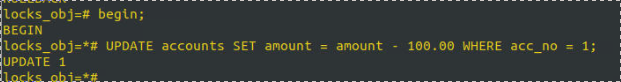 locks_obj=# begin;
BEGIN
locks_obj=*# UPDATE accounts SET amount = amount - 100.00 WHERE acc_no = 1;
UPDATE 1
locks_obj=*#